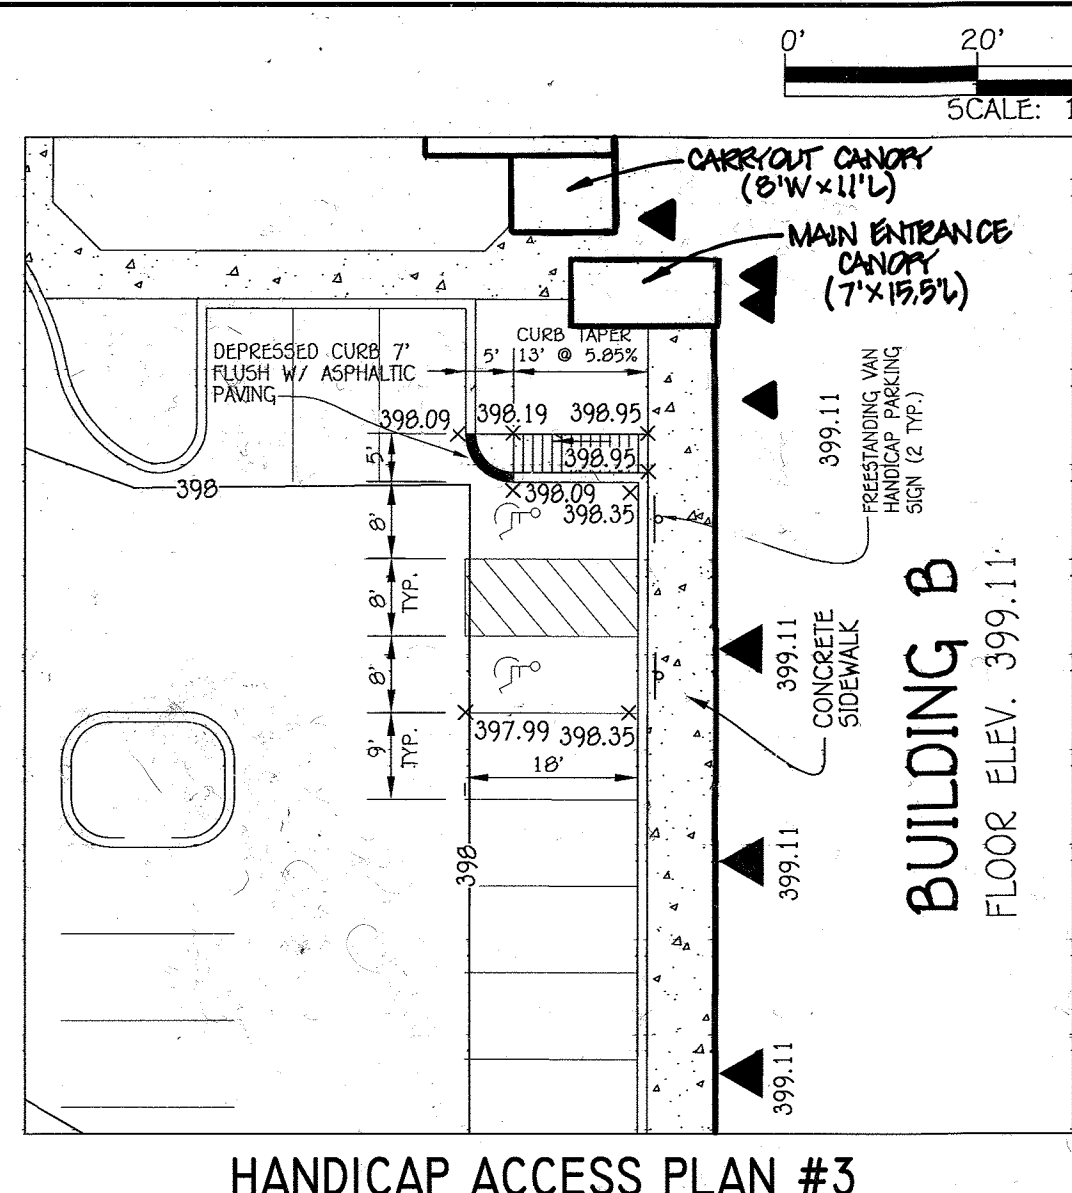 0' 20'
SCALE: 1
CARRYOUT CANOPY
(8'W x 11'L)
MAIN ENTRANCE
CANOPY
(7' x 15.5'L)
CURB TAPER
5' 13' @ 5.85%
DEPRESSED CURB 7'
FLUSH W/ ASPHALTIC
PAVING
398.09 398.19 398.95
398.95
5'
398
398.09
398.35
8'
8'
TYP.
8'
397.99 398.35
9'
TYP.
18'
398
399.11
FREESTANDING VAN
HANDICAP PARKING
SIGN (2 TYP.)
399.11
CONCRETE
SIDEWALK
BUILDING B
FLOOR ELEV. 399.11
399.11
399.11
HANDICAP ACCESS PLAN #3